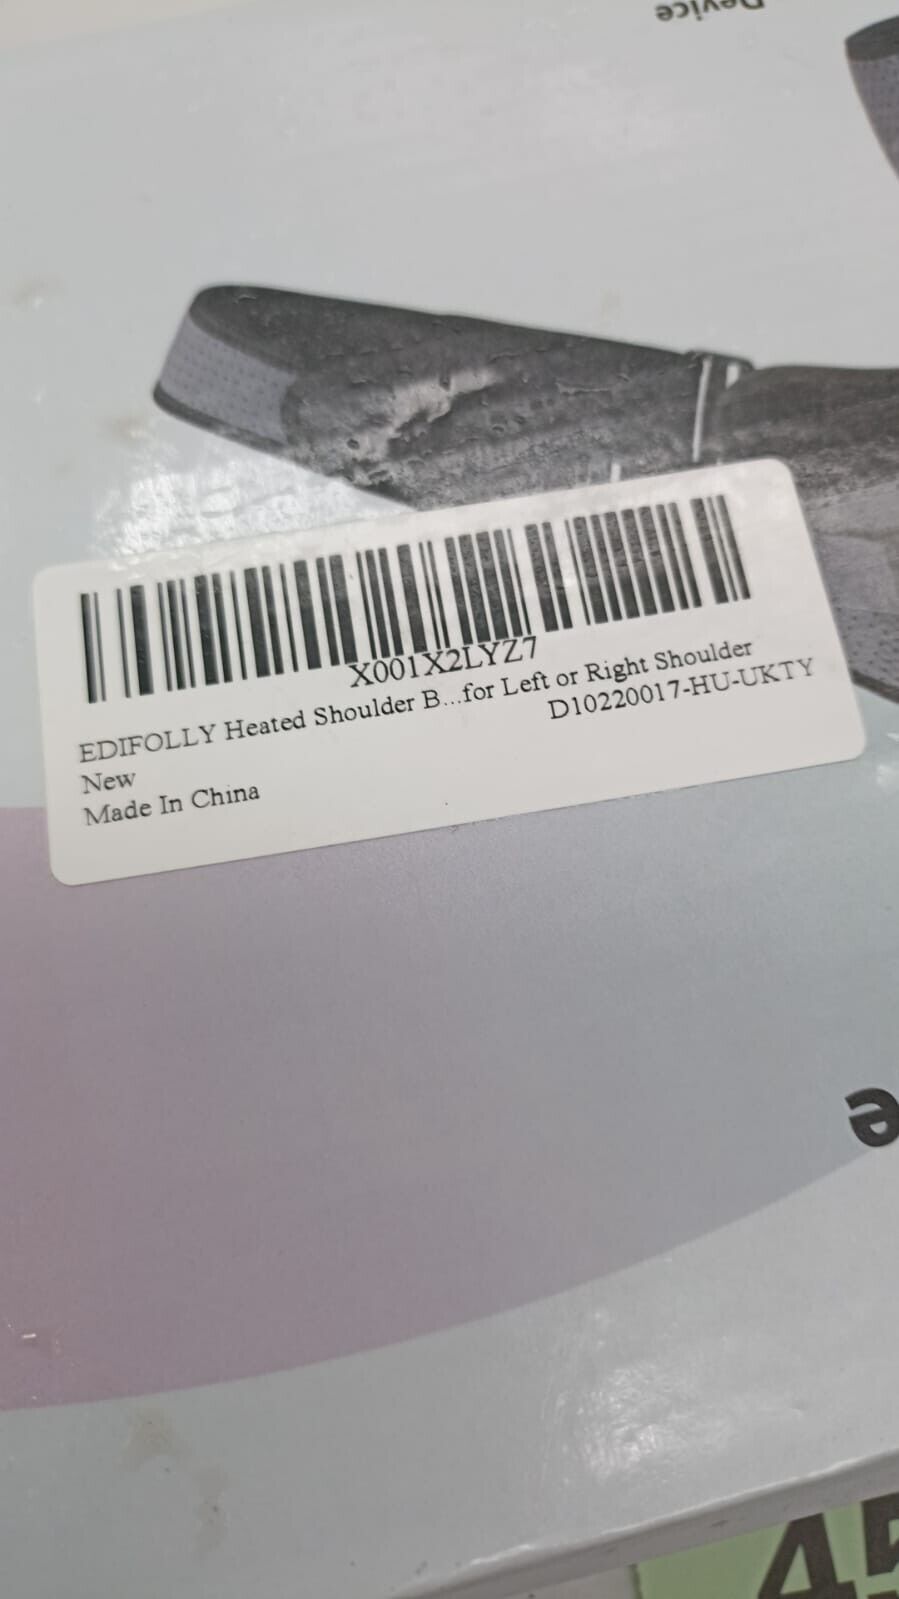 Device
X001X2LYZ7
EDIFOLLY Heated Shoulder B...for Left or Right Shoulder
D10220017-HU-UKTY
New
Made In China
e